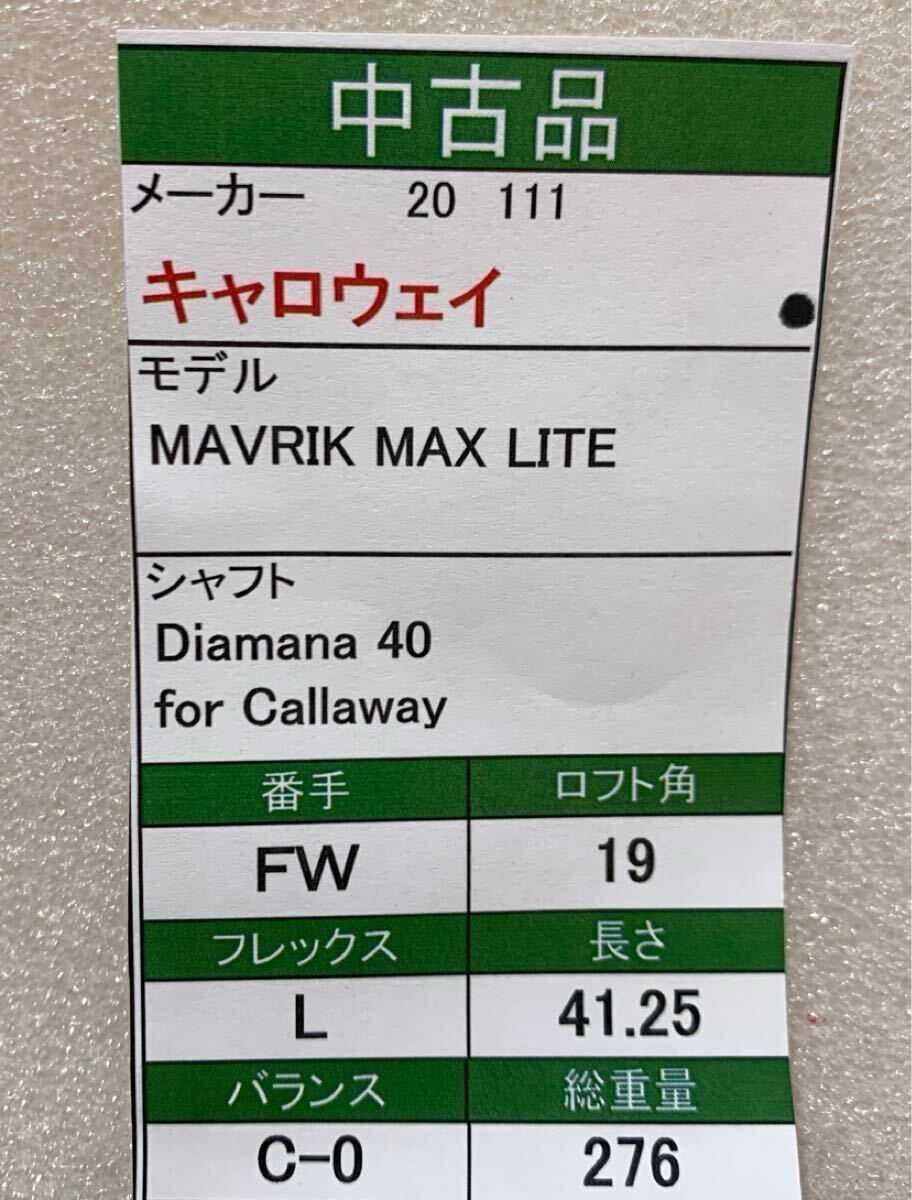 中古品
メーカー 20 111
キャロウェイ
モデル
MAVRIK MAX LITE
シャフト
Diamana 40
for Callaway
番手 ロフト角
FW 19
フレックス 長さ
L 41.25
バランス 総重量
C-0 276